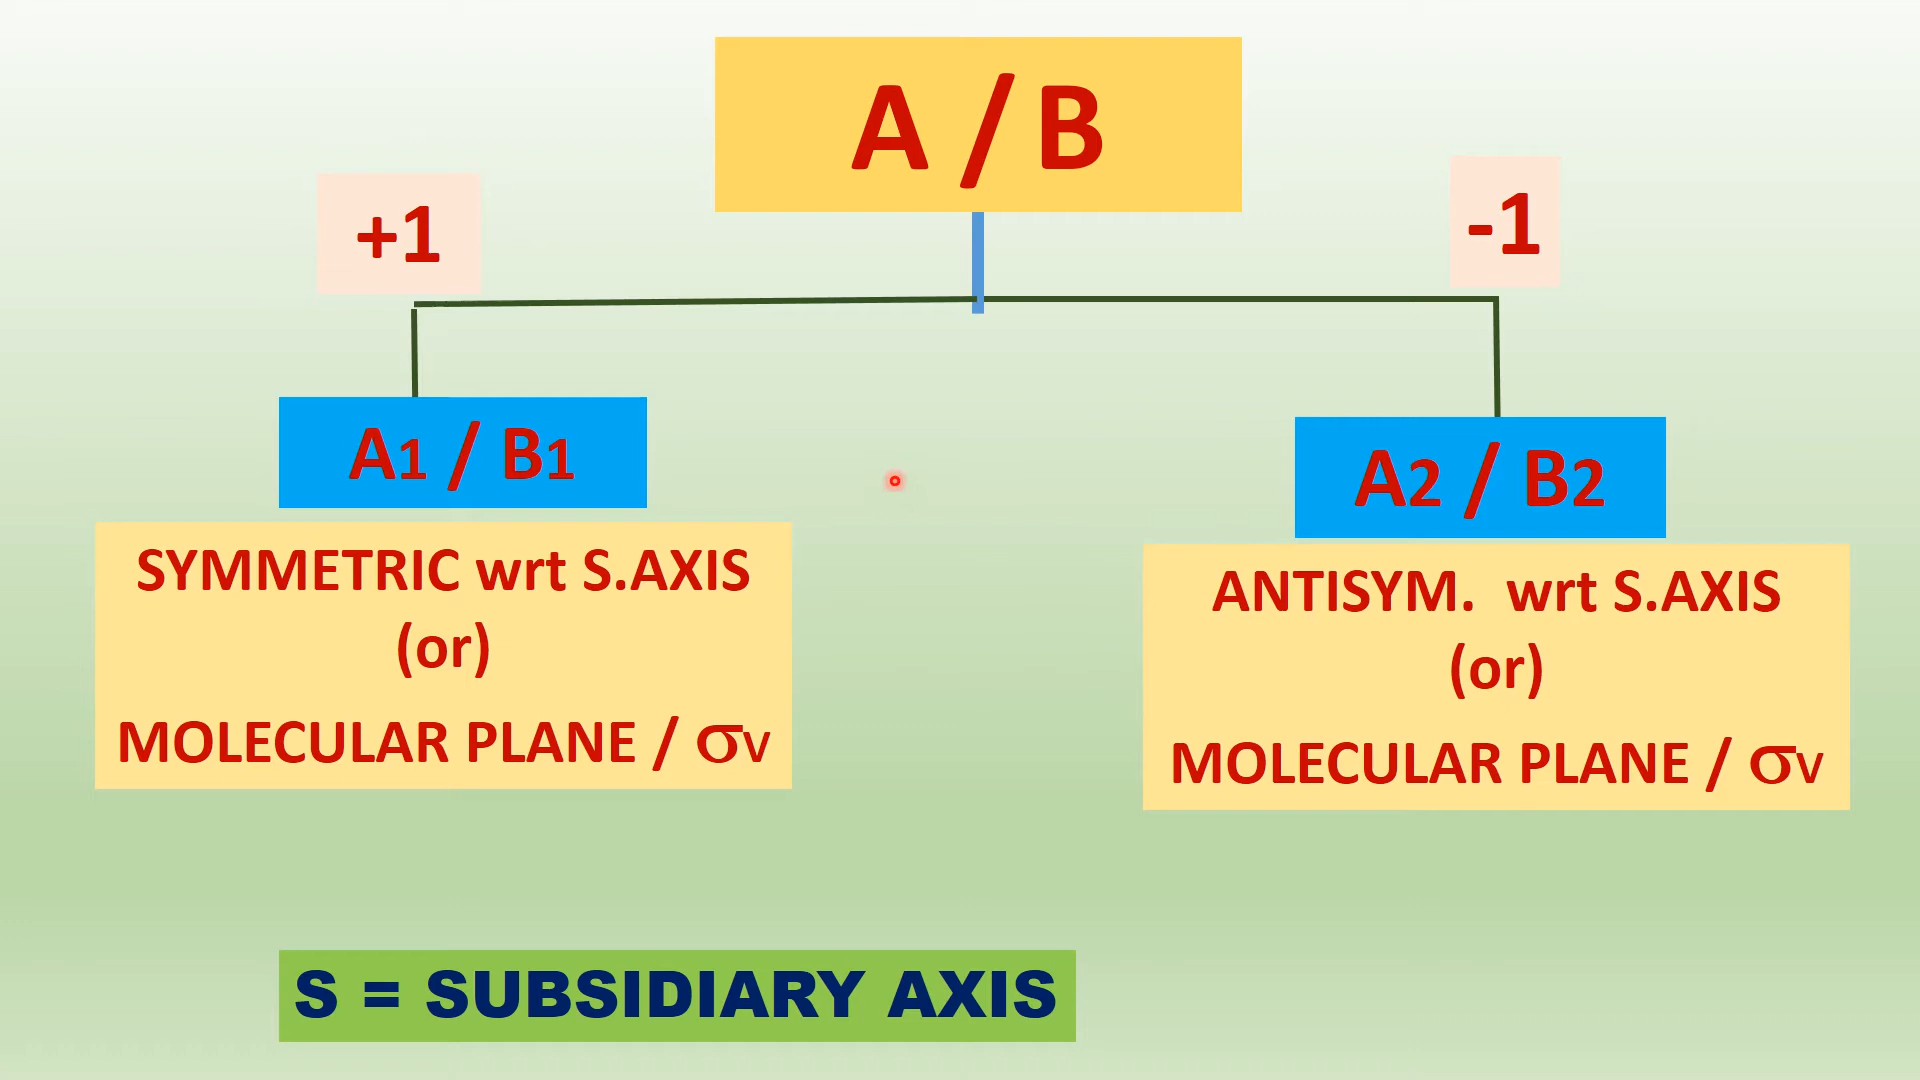 A / B
+1
-1
A1 / B1
A2 / B2
SYMMETRIC wrt S.AXIS
(or)
MOLECULAR PLANE / σv
ANTISYM. wrt S.AXIS
(or)
MOLECULAR PLANE / σv
S = SUBSIDIARY AXIS